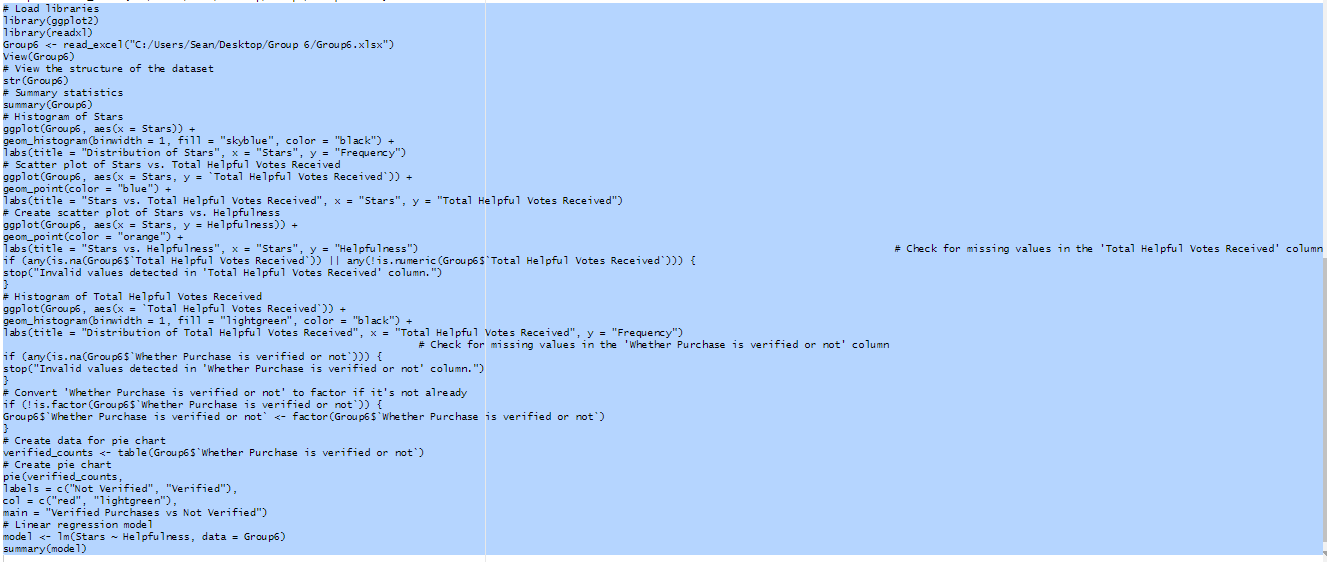 # Load libraries
library(ggplot2)
library(readxl)
Group6 <- read_excel("C:/Users/Sean/Desktop/Group 6/Group6.xlsx")
View(Group6)
# View the structure of the dataset
str(Group6)
# Summary statistics
summary(Group6)
# Histogram of Stars
ggplot(Group6, aes(x = Stars)) +
geom_histogram(binwidth = 1, fill = "skyblue", color = "black") +
labs(title = "Distribution of Stars", x = "Stars", y = "Frequency")
# Scatter plot of Stars vs. Total Helpful Votes Received
ggplot(Group6, aes(x = Stars, y = `Total Helpful Votes Received`)) +
geom_point(color = "blue") +
labs(title = "Stars vs. Total Helpful Votes Received", x = "Stars", y = "Total Helpful Votes Received")
# Create scatter plot of Stars vs. Helpfulness
ggplot(Group6, aes(x = Stars, y = Helpfulness)) +
geom_point(color = "orange") +
labs(title = "Stars vs. Helpfulness", x = "Stars", y = "Helpfulness") # Check for missing values in the 'Total Helpful Votes Received' column
if (any(is.na(Group6$`Total Helpful Votes Received`)) || any(!is.numeric(Group6$`Total Helpful Votes Received`))) {
stop("Invalid values detected in 'Total Helpful Votes Received' column.")
}
# Histogram of Total Helpful Votes Received
ggplot(Group6, aes(x = `Total Helpful Votes Received`)) +
geom_histogram(binwidth = 1, fill = "lightgreen", color = "black") +
labs(title = "Distribution of Total Helpful Votes Received", x = "Total Helpful Votes Received", y = "Frequency")
# Check for missing values in the 'Whether Purchase is verified or not' column
if (any(is.na(Group6$`Whether Purchase is verified or not`))) {
stop("Invalid values detected in 'Whether Purchase is verified or not' column.")
}
# Convert 'Whether Purchase is verified or not' to factor if it's not already
if (!is.factor(Group6$`Whether Purchase is verified or not`)) {
Group6$`Whether Purchase is verified or not` <- factor(Group6$`Whether Purchase is verified or not`)
}
# Create data for pie chart
verified_counts <- table(Group6$`Whether Purchase is verified or not`)
# Create pie chart
pie(verified_counts,
labels = c("Not Verified", "Verified"),
col = c("red", "lightgreen"),
main = "Verified Purchases vs Not Verified")
# Linear regression model
model <- lm(Stars ~ Helpfulness, data = Group6)
summary(model)